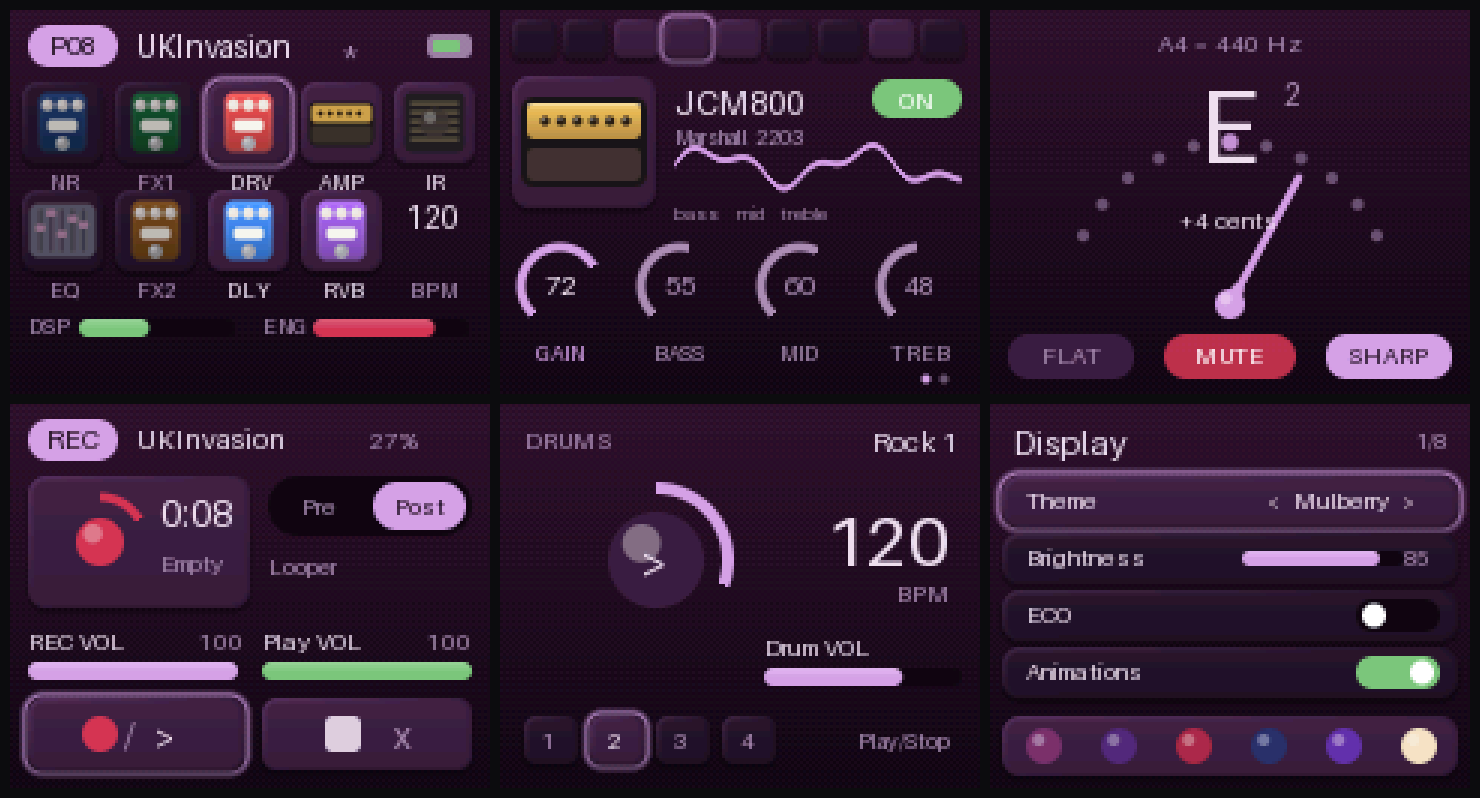 P08 UKInvasion *
NR FX1 DRV AMP IR
120
EQ FX2 DLY RVB BPM
DSP ENG
JCM800 ON
Marshall 2203
bass mid treble
72 55 60 48
GAIN BASS MID TREB
A4 = 440 Hz
E 2
+4 cents
FLAT MUTE SHARP
REC UKInvasion 27%
0:08 Pre Post
Empty Looper
REC VOL 100 Play VOL 100
/ > X
DRUMS Rock 1
> 120
BPM
Drum VOL
1 2 3 4 Play/Stop
Display 1/8
Theme < Mulberry >
Brightness 85
ECO
Animations